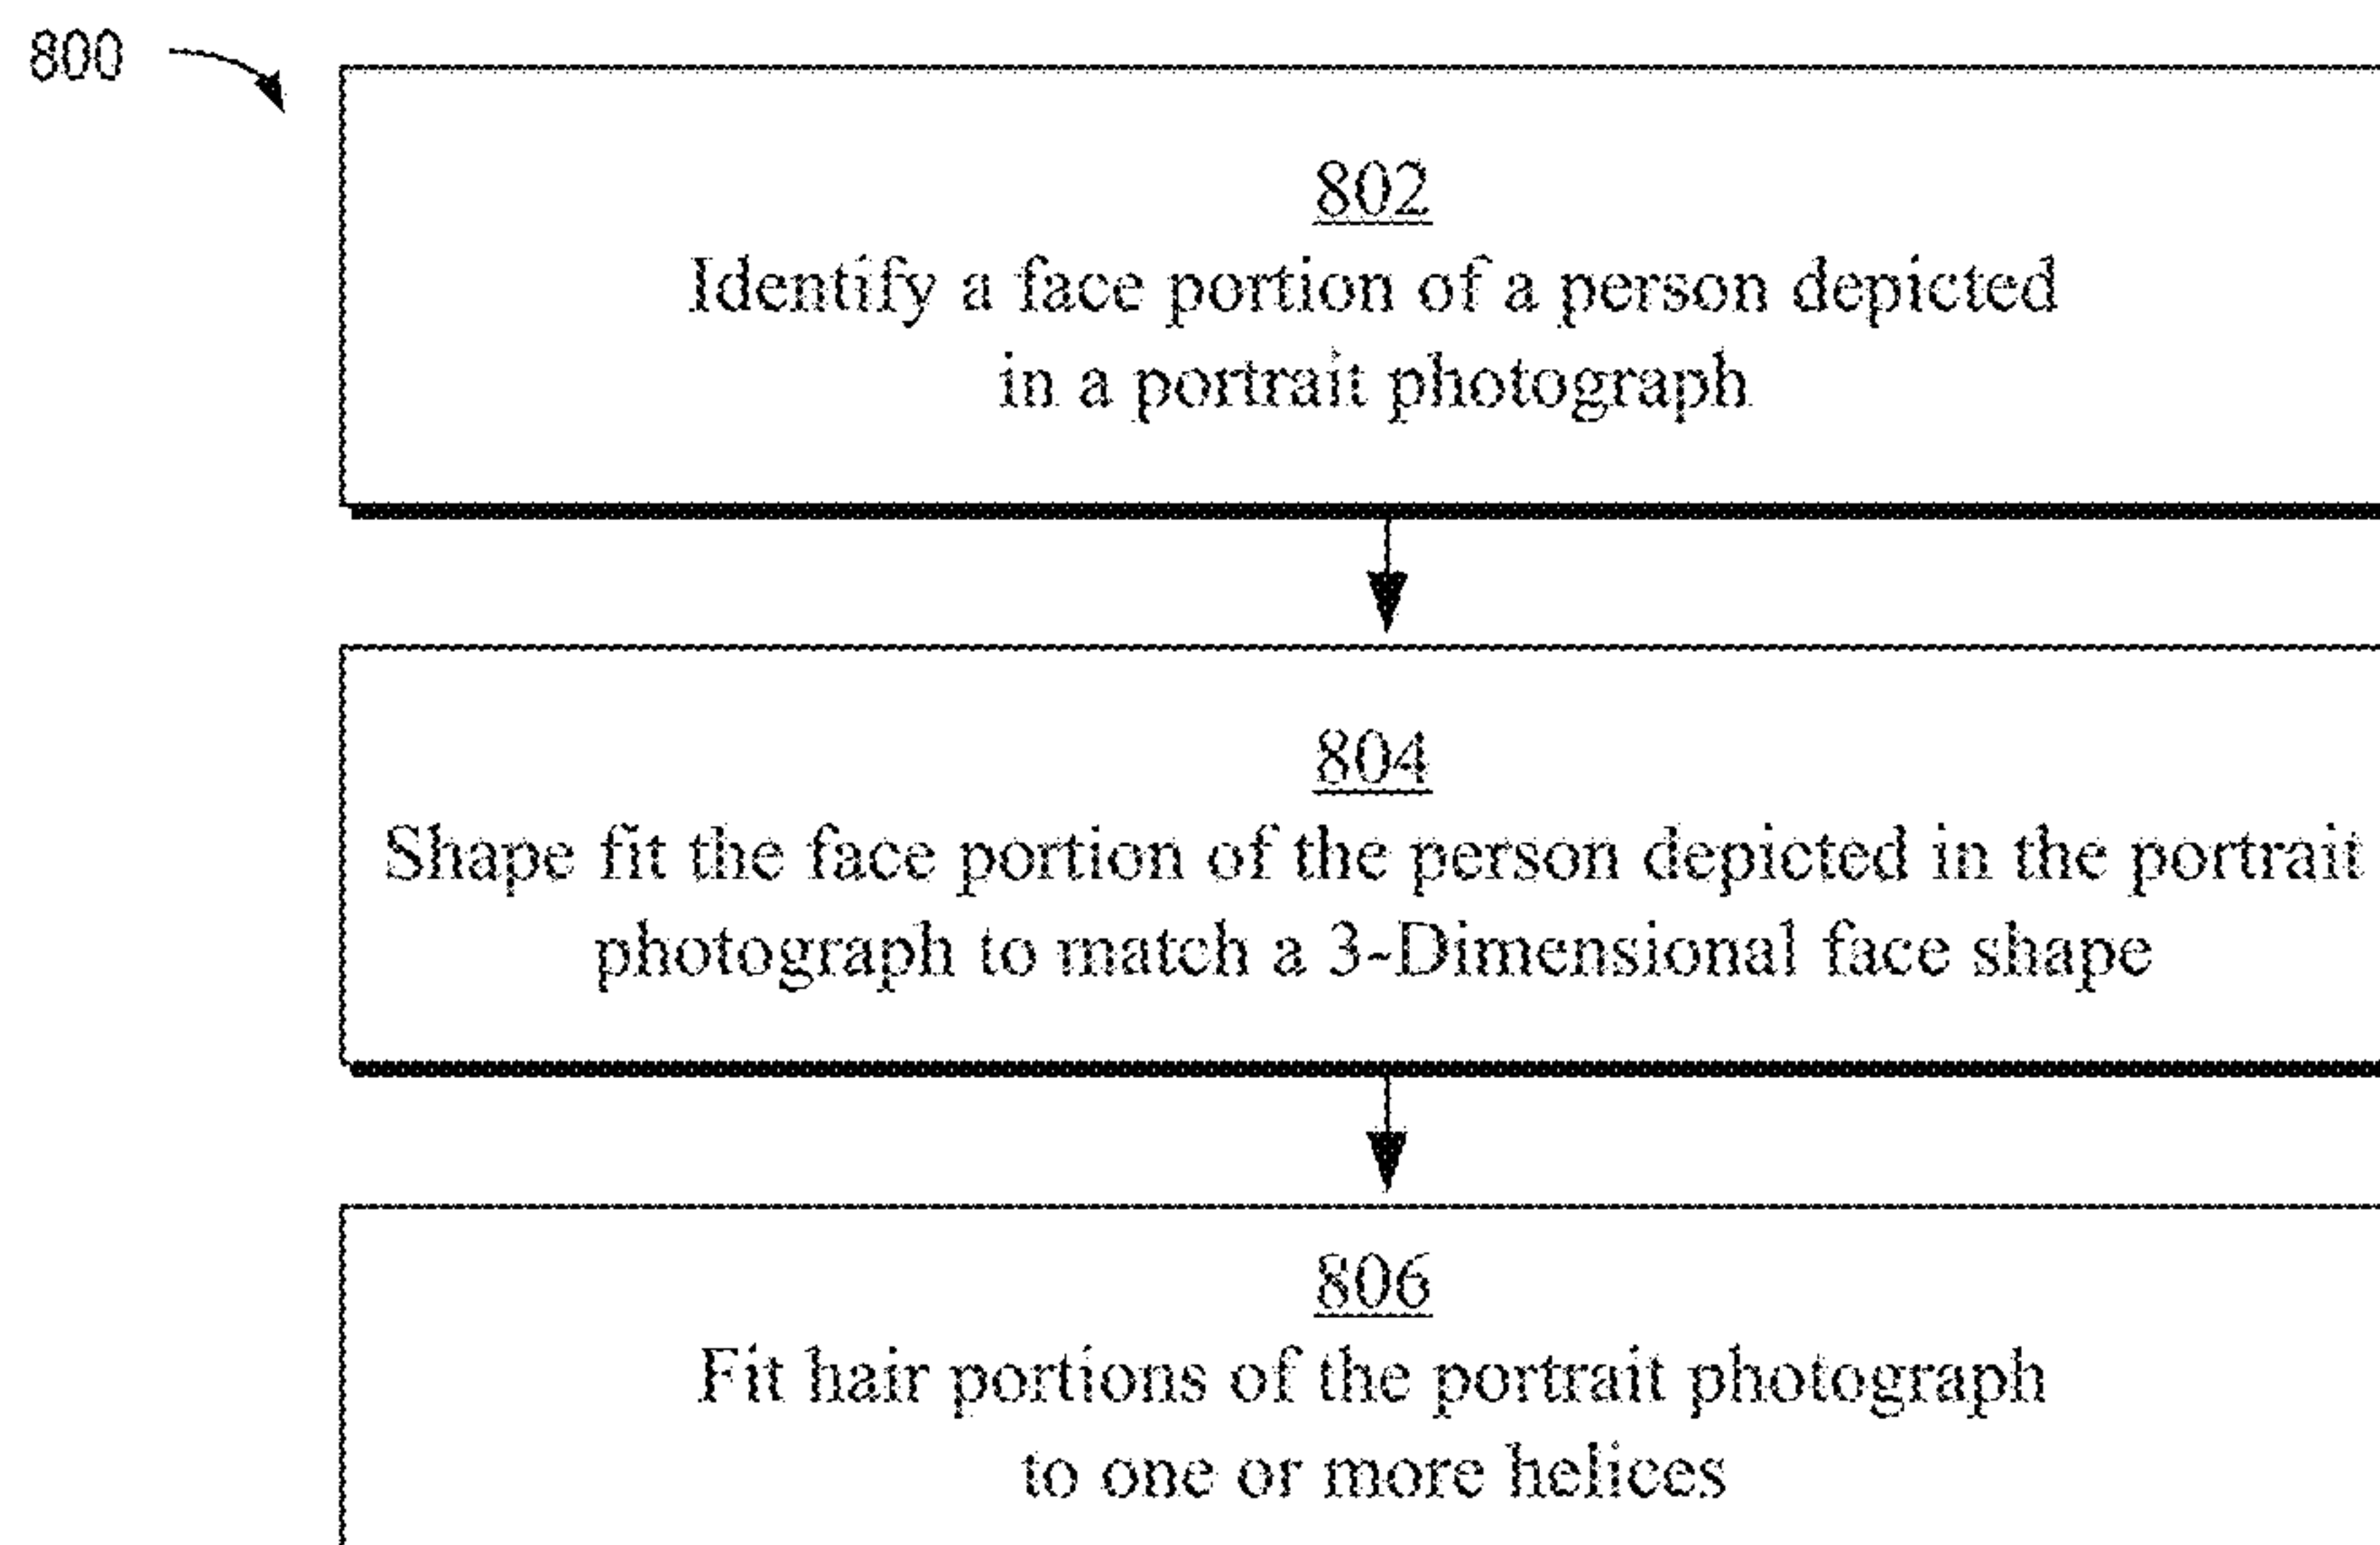 800
802
Identify a face portion of a person depicted
in a portrait photograph
804
Shape fit the face portion of the person depicted in the portrait
photograph to match a 3-Dimensional face shape
806
Fit hair portions of the portrait photograph
to one or more helices